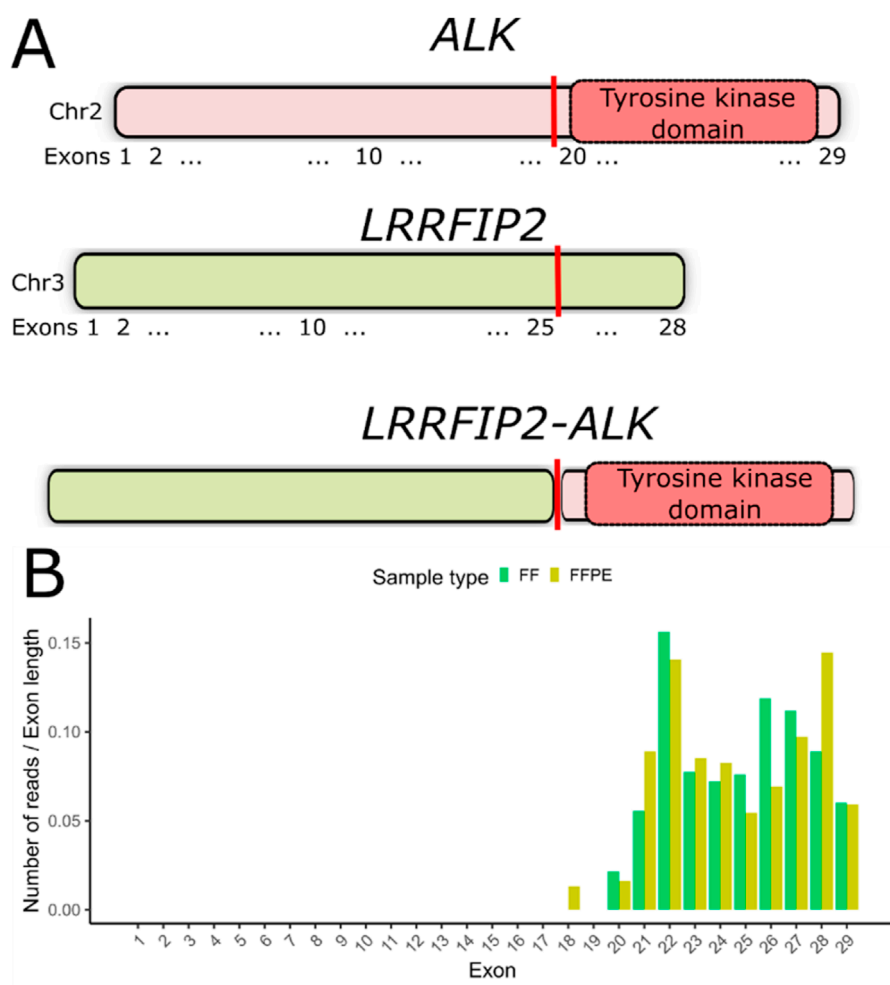 A
ALK
Chr2
Tyrosine kinase
domain
Exons 1 2 ... ... 10 ... ... 20 ... ... 29
LRRFIP2
Chr3
Exons 1 2 ... ... 10 ... ... 25 ... 28
LRRFIP2-ALK
Tyrosine kinase
domain
B
Sample type FF FFPE
Number of reads / Exon length
0.15
0.10
0.05
0.00
1 2 3 4 5 6 7 8 9 10 11 12 13 14 15 16 17 18 19 20 21 22 23 24 25 26 27 28 29
Exon